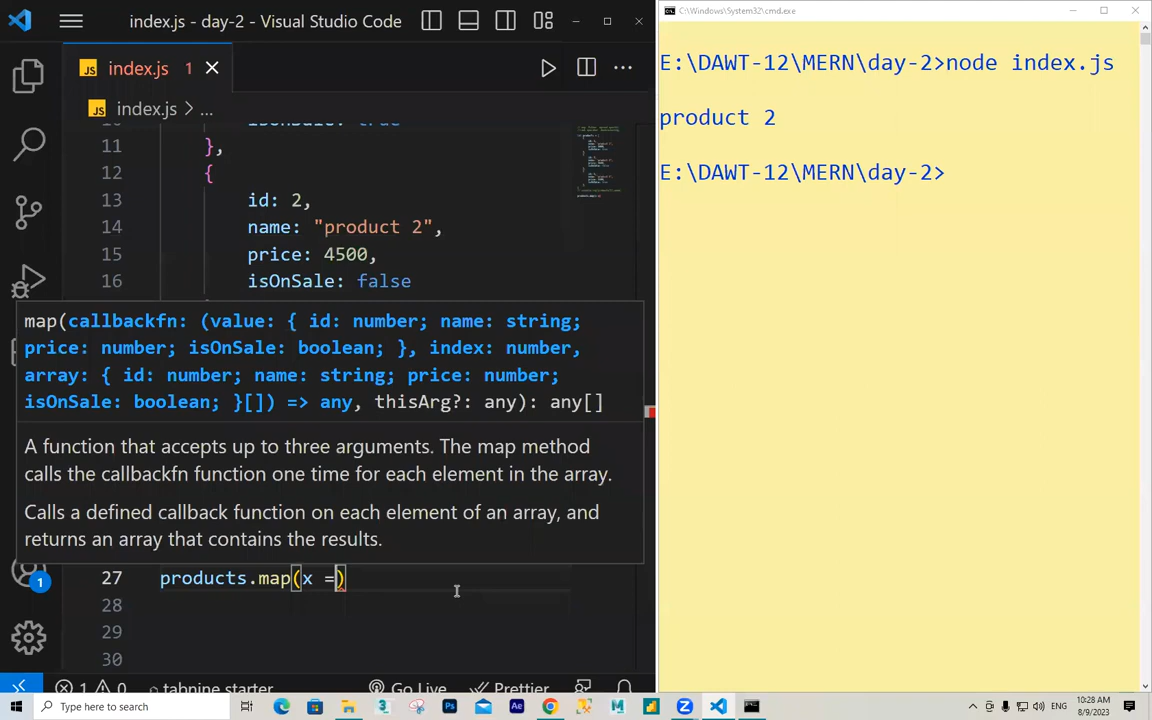 index.js - day-2 - Visual Studio Code
JS index.js 1
JS index.js > ...
11 },
12 {
13 id: 2,
14 name: "product 2",
15 price: 4500,
16 isOnSale: false
map(callbackfn: (value: { id: number; name: string;
price: number; isOnSale: boolean; }, index: number,
array: { id: number; name: string; price: number;
isOnSale: boolean; }[]) => any, thisArg?: any): any[]
A function that accepts up to three arguments. The map method
calls the callbackfn function one time for each element in the array.
Calls a defined callback function on each element of an array, and
returns an array that contains the results.
1
27 products.map(x =)
28
29
30
1 0 tabnine starter Go Live Prettier
C:\Windows\System32\cmd.exe
E:\DAWT-12\MERN\day-2>node index.js
product 2
E:\DAWT-12\MERN\day-2>
Type here to search
ENG
10:28 AM
8/9/2023